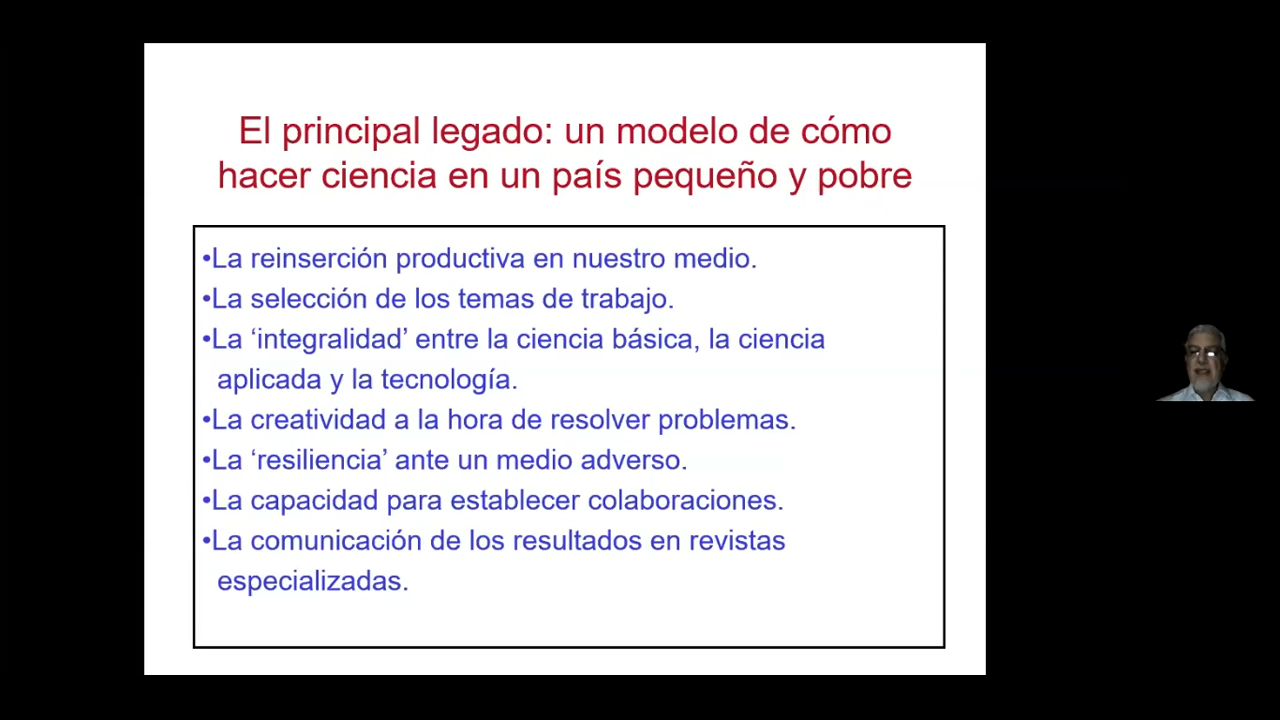 El principal legado: un modelo de cómo
hacer ciencia en un país pequeño y pobre
•La reinserción productiva en nuestro medio.
•La selección de los temas de trabajo.
•La ‘integralidad’ entre la ciencia básica, la ciencia
aplicada y la tecnología.
•La creatividad a la hora de resolver problemas.
•La ‘resiliencia’ ante un medio adverso.
•La capacidad para establecer colaboraciones.
•La comunicación de los resultados en revistas
especializadas.